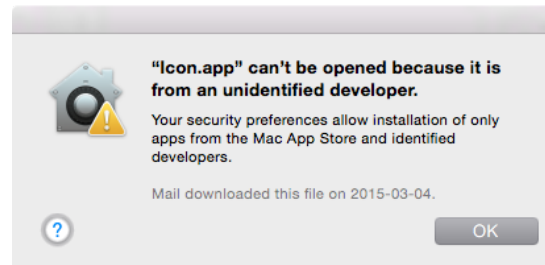 “Icon.app” can’t be opened because it is
from an unidentified developer.
Your security preferences allow installation of only
apps from the Mac App Store and identified
developers.
Mail downloaded this file on 2015-03-04.
?
OK